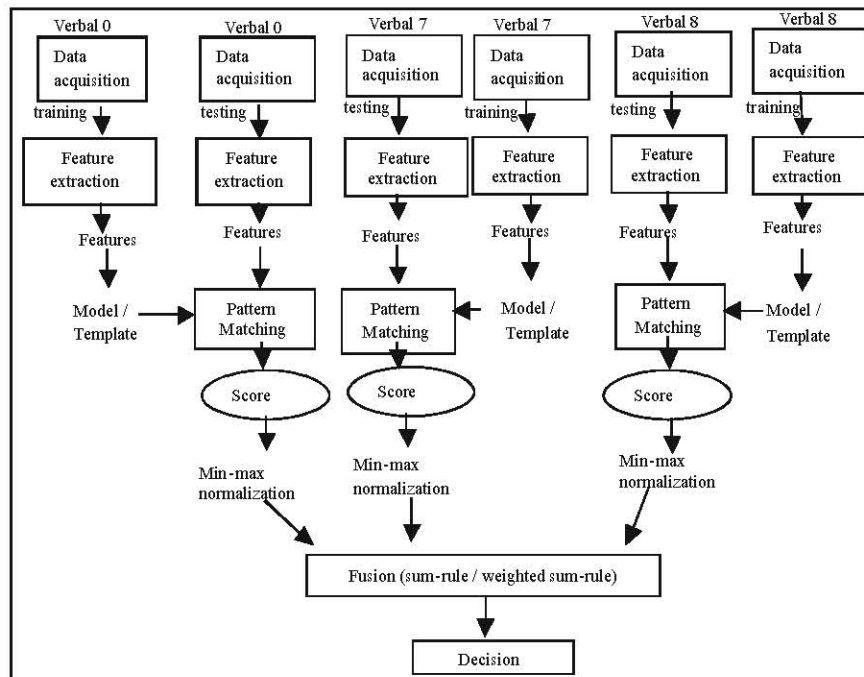 Verbal 0
Verbal 0
Verbal 7
Verbal 7
Verbal 8
Verbal 8
Data
acquisition
Data
acquisition
Data
acquisition
Data
acquisition
Data
acquisition
Data
acquisition
training
testing
testing
training
testing
training
Feature
extraction
Feature
extraction
Feature
extraction
Feature
extraction
Feature
extraction
Feature
extraction
Features
Features
Features
Features
Features
Features
Model /
Template
Pattern
Matching
Pattern
Matching
Model /
Template
Pattern
Matching
Model /
Template
Score
Score
Score
Min-max
normalization
Min-max
normalization
Min-max
normalization
Fusion (sum-rule / weighted sum-rule)
Decision